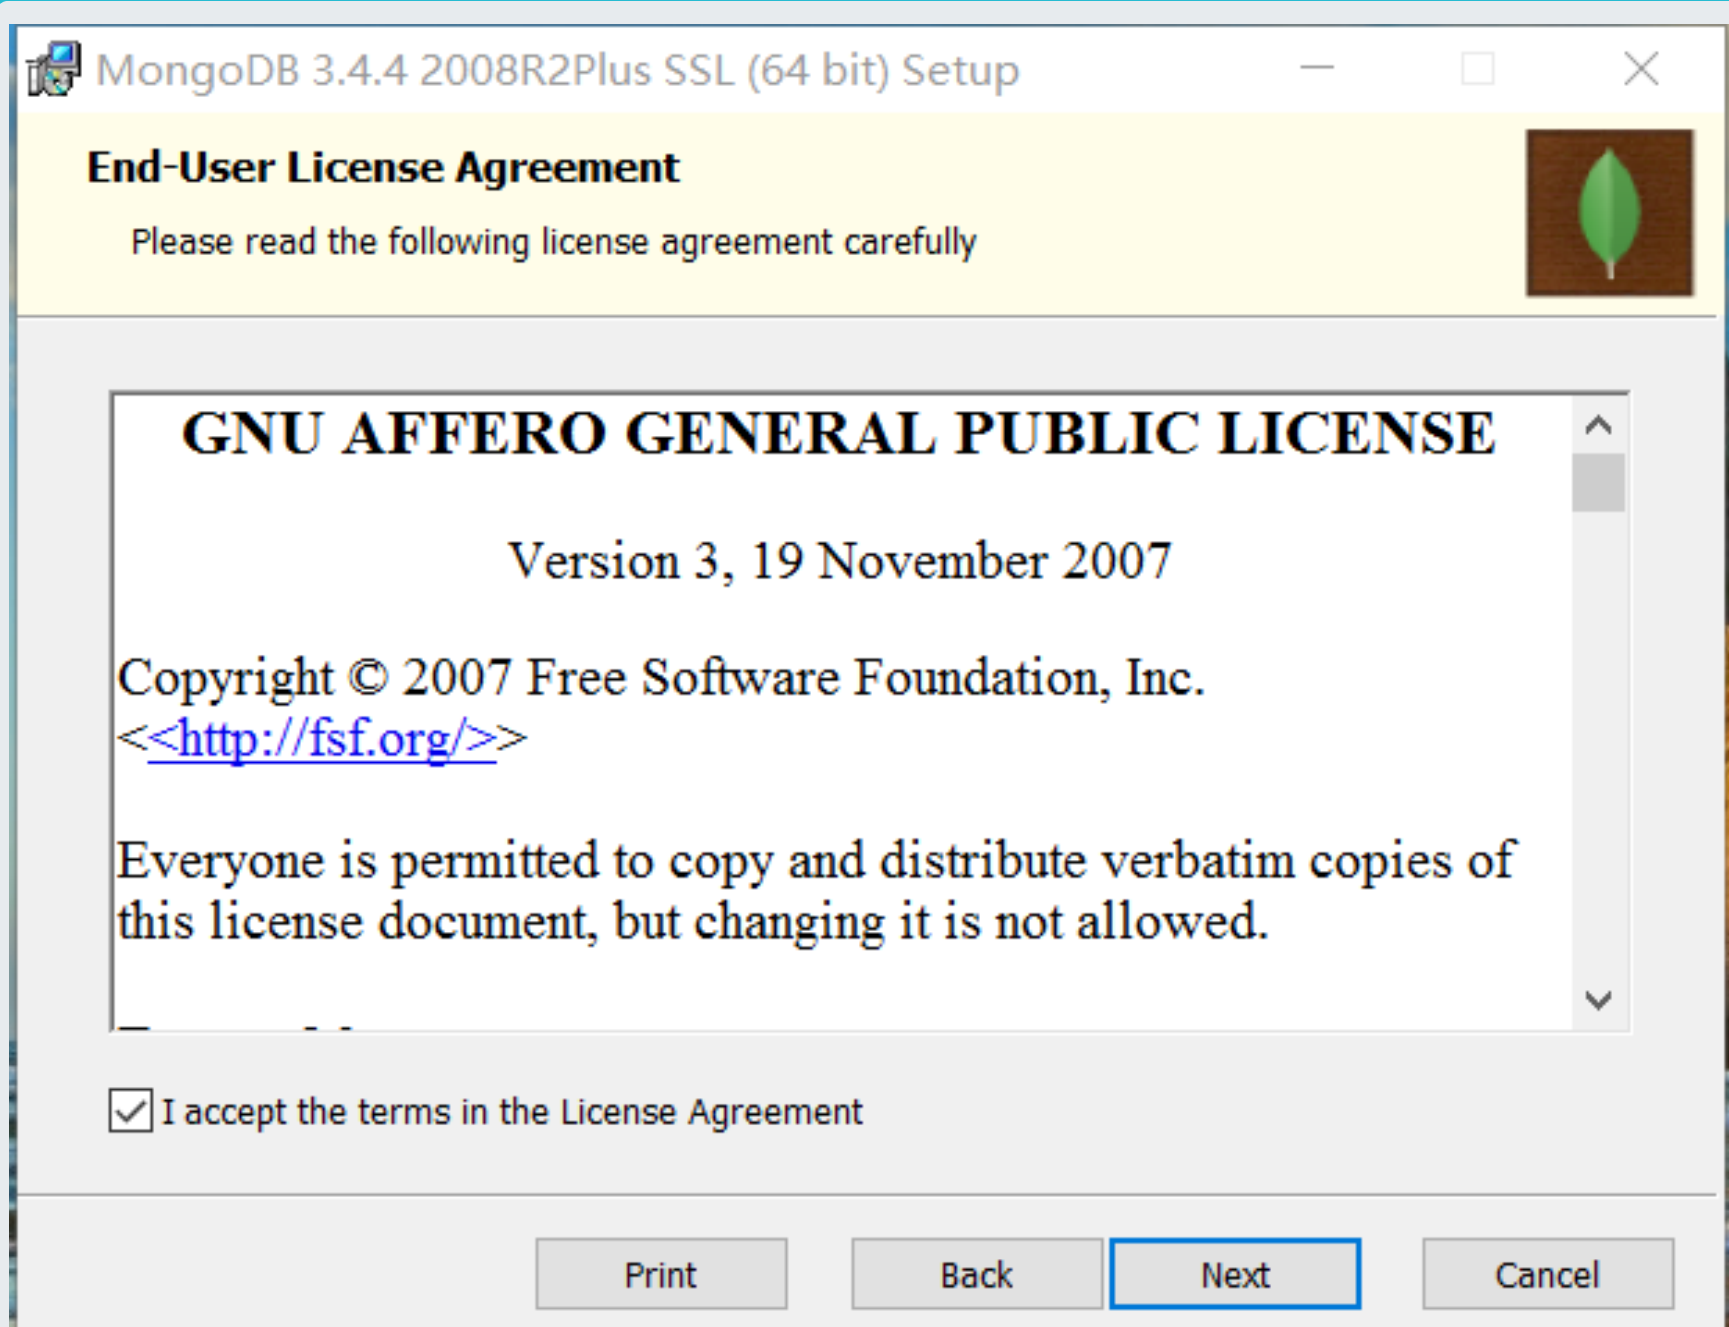 MongoDB 3.4.4 2008R2Plus SSL (64 bit) Setup
End-User License Agreement
Please read the following license agreement carefully
GNU AFFERO GENERAL PUBLIC LICENSE
Version 3, 19 November 2007
Copyright © 2007 Free Software Foundation, Inc.
<<http://fsf.org/>>
Everyone is permitted to copy and distribute verbatim copies of
this license document, but changing it is not allowed.
I accept the terms in the License Agreement
Print Back Next Cancel